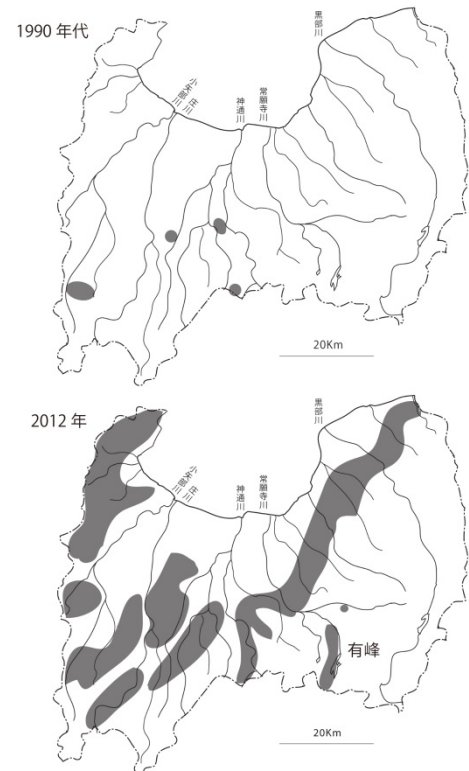 1990 年代
黒部川
小矢部川
庄川
神通川
常願寺川
20Km
2012 年
黒部川
小矢部川
庄川
神通川
常願寺川
有峰
20Km